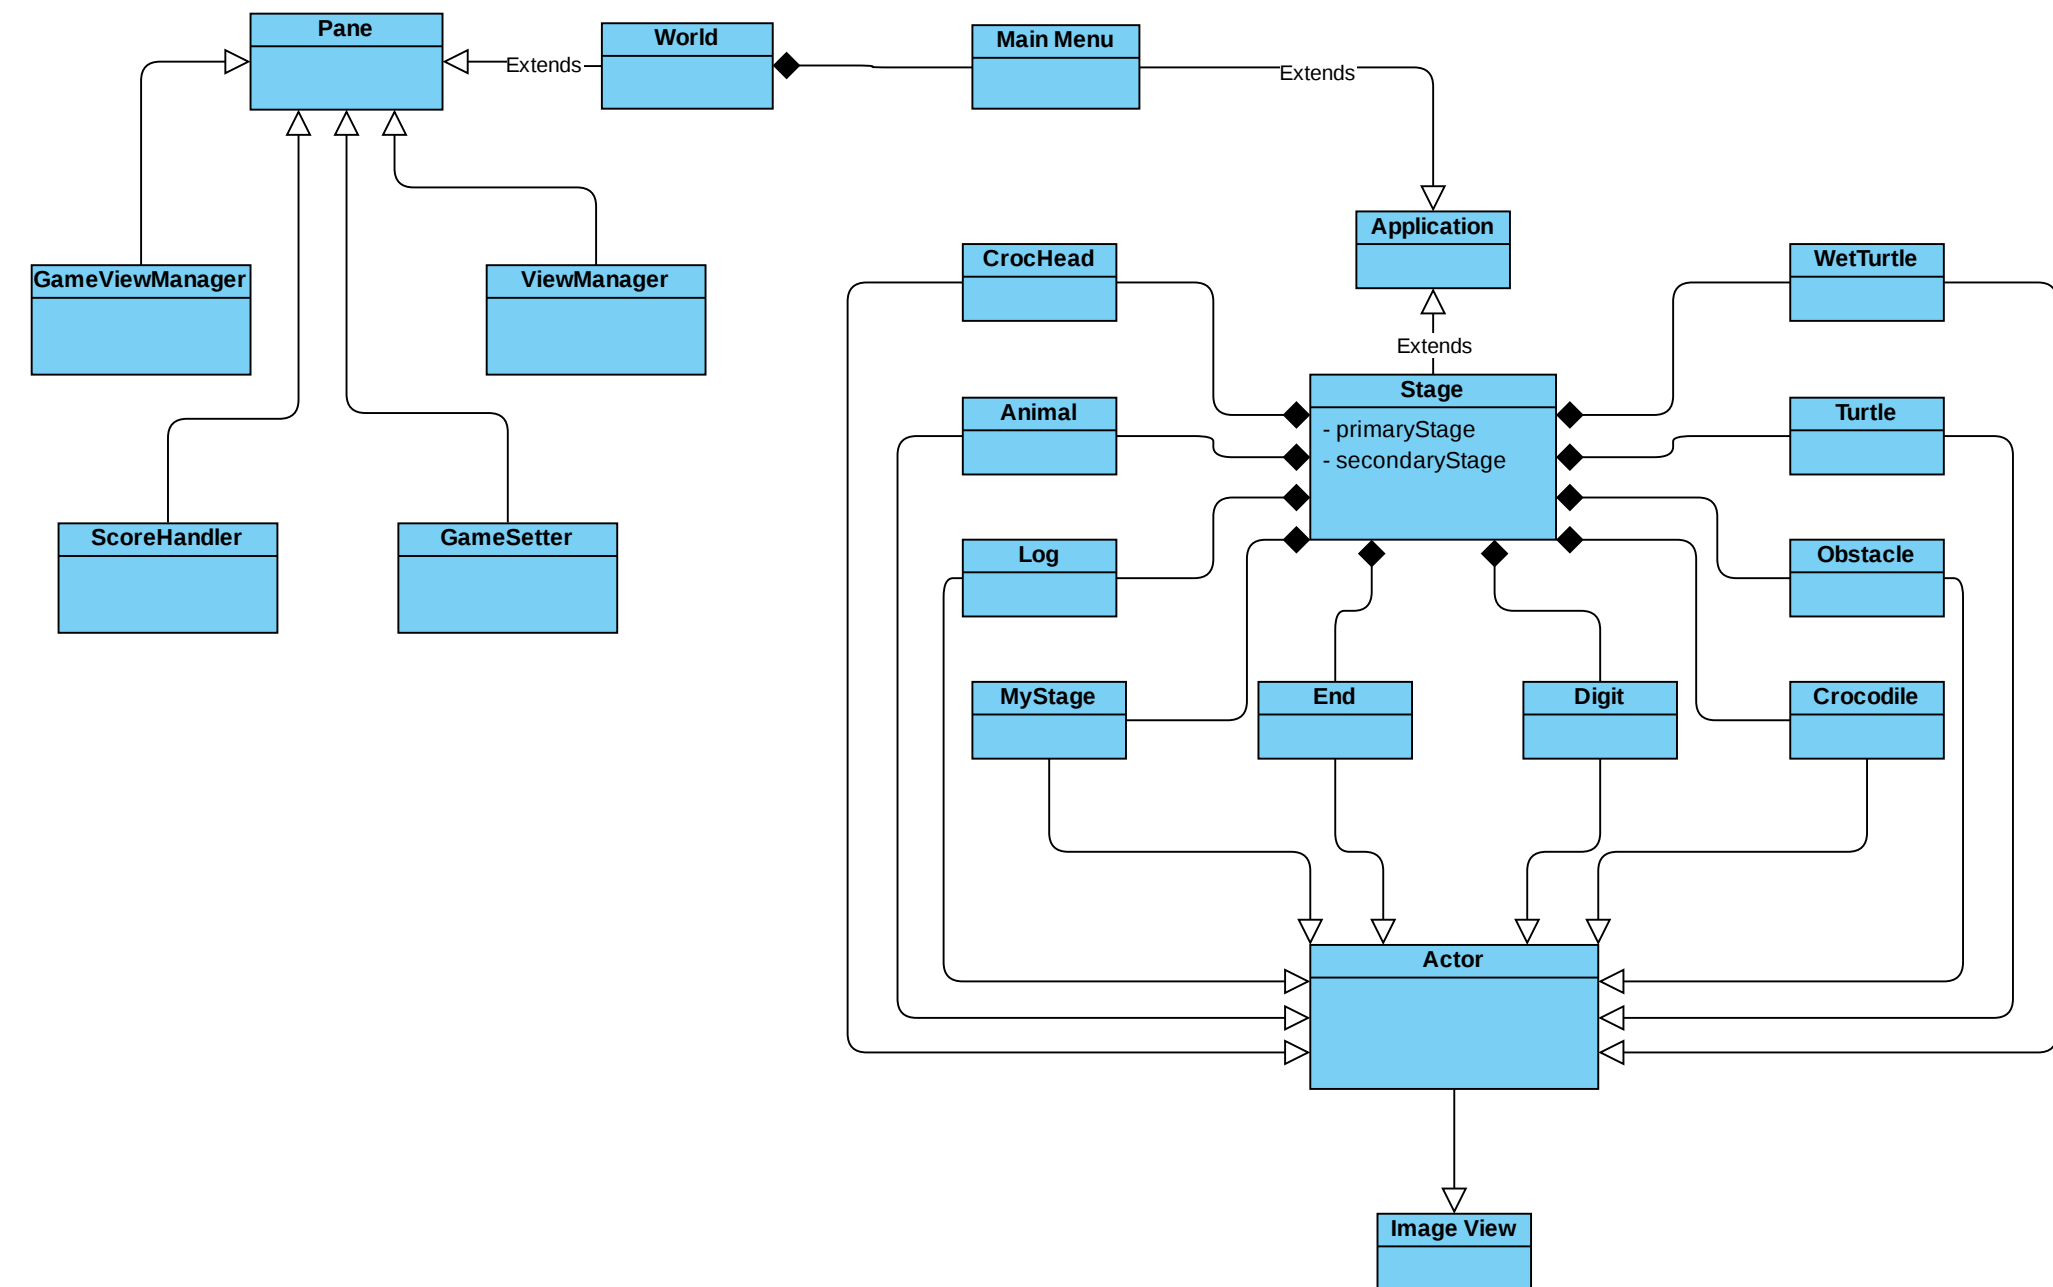 Pane
World
Main Menu
Extends
Extends
Application
CrocHead
WetTurtle
GameViewManager
ViewManager
Extends
Stage
- primaryStage
- secondaryStage
Animal
Turtle
ScoreHandler
GameSetter
Log
Obstacle
MyStage
End
Digit
Crocodile
Actor
Image View